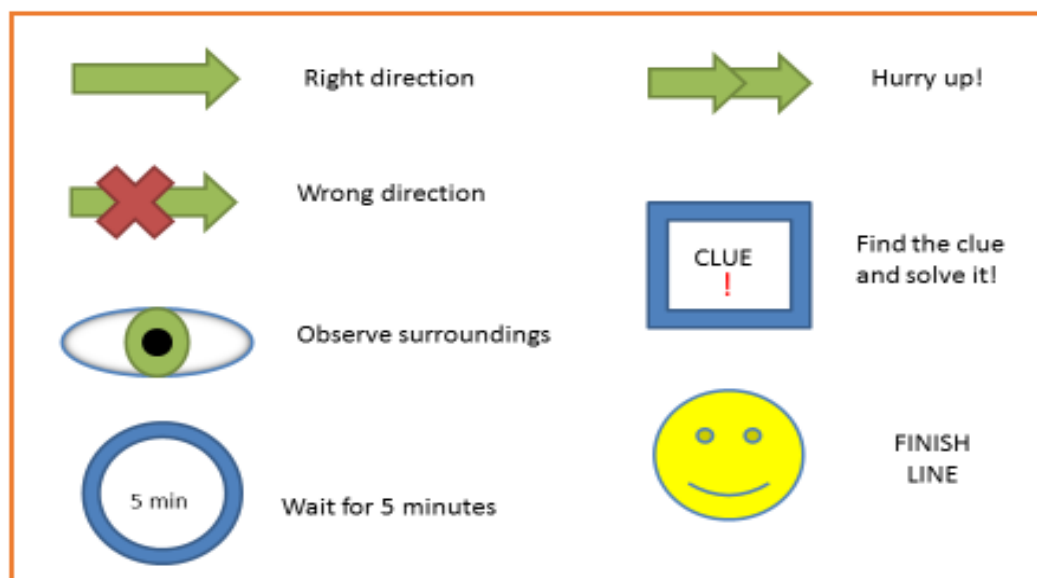 Right direction
Wrong direction
Observe surroundings
5 min
Wait for 5 minutes
Hurry up!
CLUE
!
Find the clue
and solve it!
FINISH
LINE